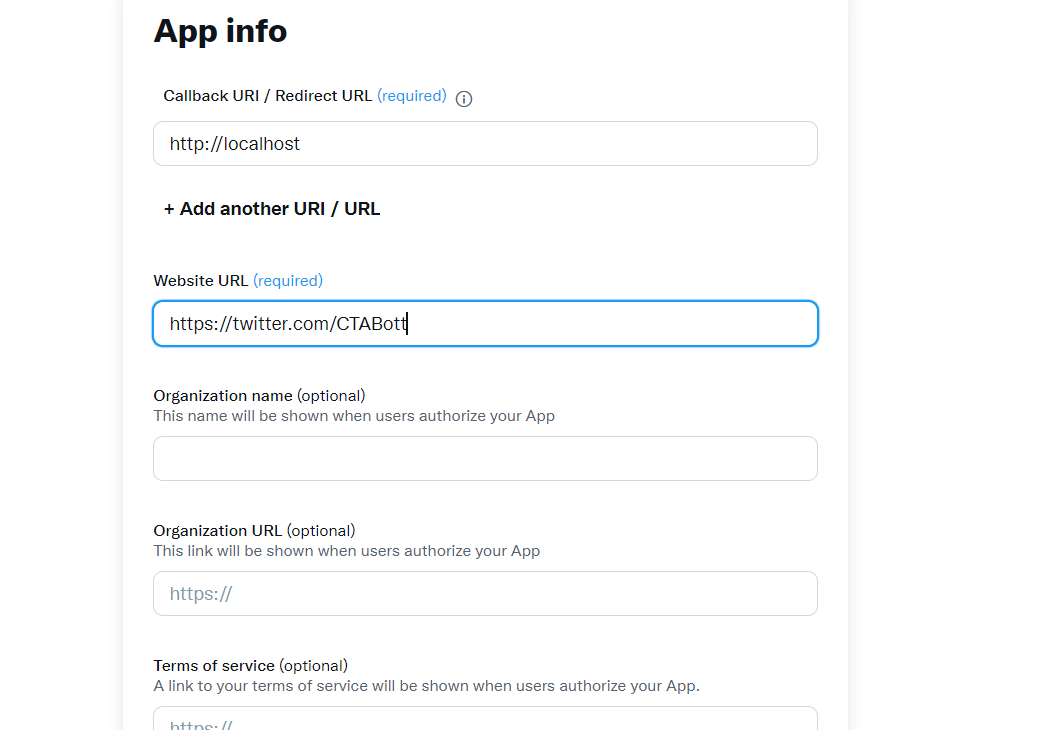 App info
Callback URI / Redirect URL (required)
http://localhost
+ Add another URI / URL
Website URL (required)
https://twitter.com/CTABott
Organization name (optional)
This name will be shown when users authorize your App
Organization URL (optional)
This link will be shown when users authorize your App
https://
Terms of service (optional)
A link to your terms of service will be shown when users authorize your App.
https://